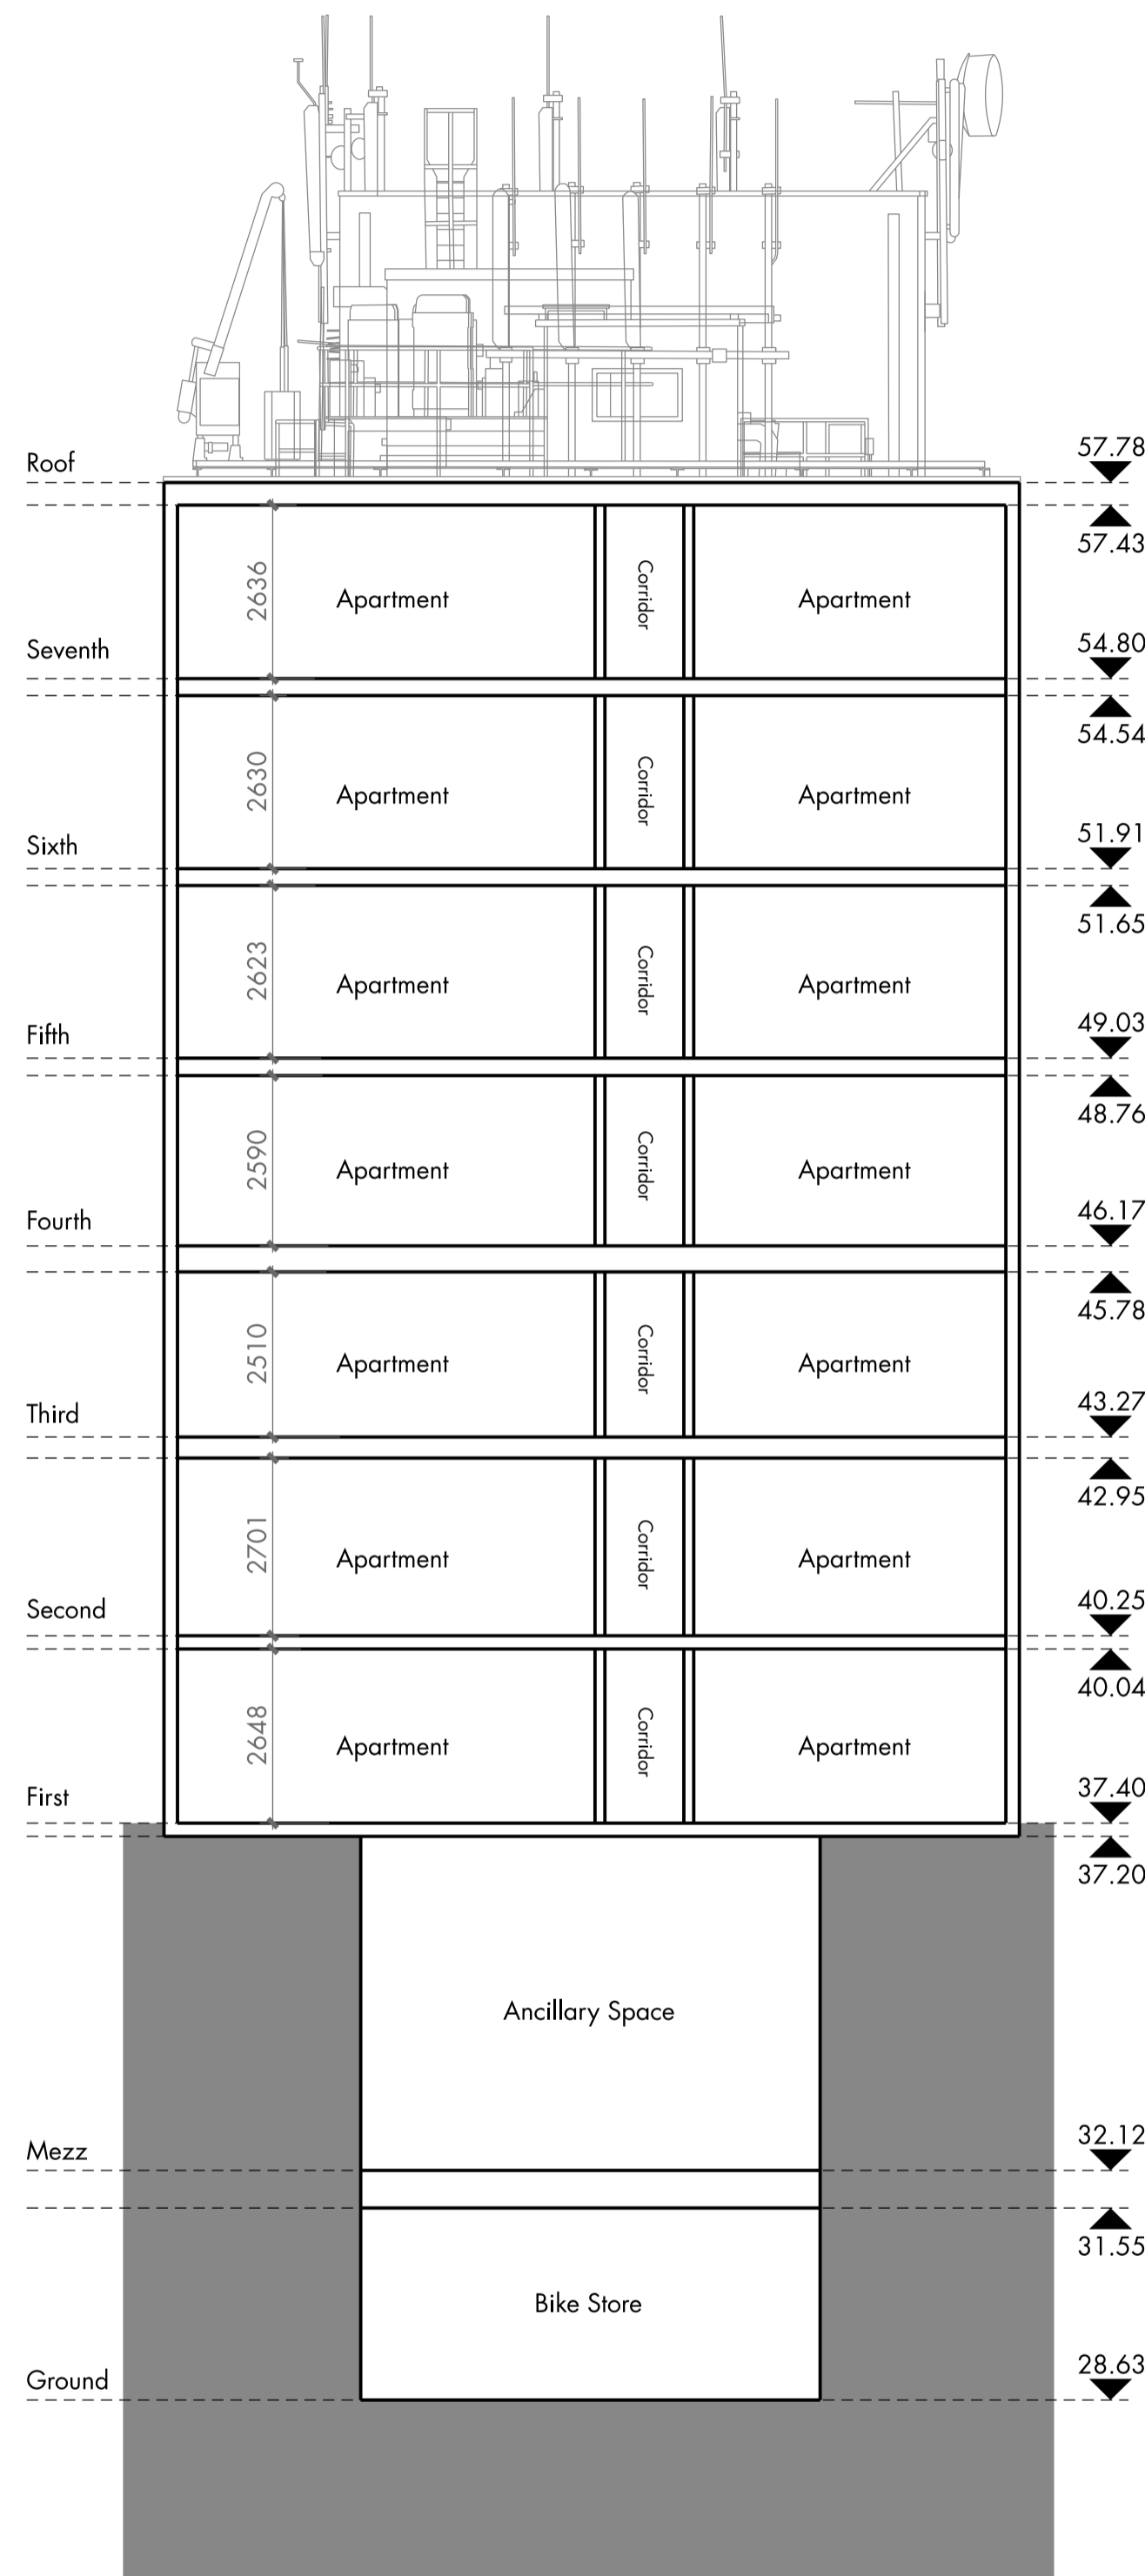 Roof
57.78
57.43
2636
Apartment
Corridor
Apartment
Seventh
54.80
54.54
2630
Apartment
Corridor
Apartment
Sixth
51.91
51.65
2623
Apartment
Corridor
Apartment
Fifth
49.03
48.76
2590
Apartment
Corridor
Apartment
Fourth
46.17
45.78
2510
Apartment
Corridor
Apartment
Third
43.27
42.95
2701
Apartment
Corridor
Apartment
Second
40.25
40.04
2648
Apartment
Corridor
Apartment
First
37.40
37.20
Ancillary Space
Mezz
32.12
31.55
Bike Store
Ground
28.63